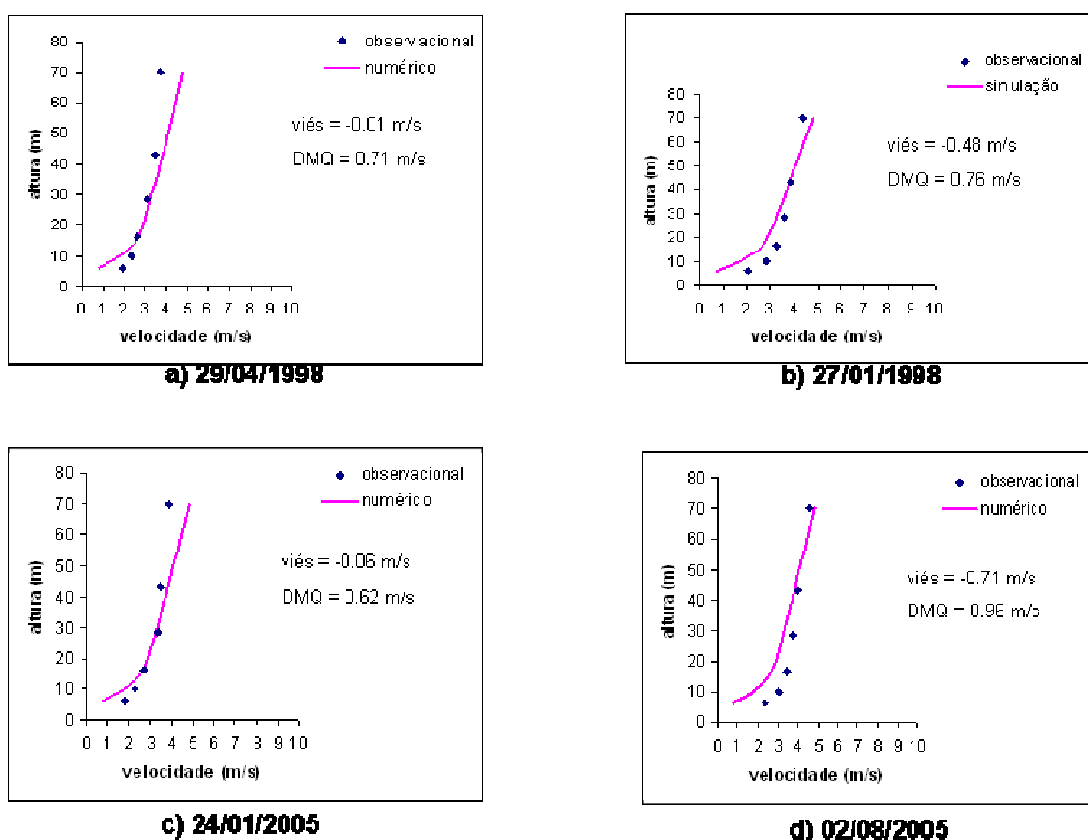 80
70
60
50
40
30
20
10
0
altura (m)
observacional
numérico
viés = -0.01 m/s
DMQ = 0.71 m/s
0 1 2 3 4 5 6 7 8 9 10
velocidade (m/s)
a) 29/04/1998
80
70
60
50
40
30
20
10
0
altura (m)
observacional
simulação
viés = -0.48 m/s
DMQ = 0.76 m/s
0 1 2 3 4 5 6 7 8 9 10
velocidade (m/s)
b) 27/01/1998
80
70
60
50
40
30
20
10
0
altura (m)
observacional
numérico
viés = -0.06 m/s
DMQ = 0.62 m/s
0 1 2 3 4 5 6 7 8 9 10
velocidade (m/s)
c) 24/01/2005
80
70
60
50
40
30
20
10
0
altura (m)
observacional
numérico
viés = -0.71 m/s
DMQ = 0.96 m/s
0 1 2 3 4 5 6 7 8 9 10
velocidade (m/s)
d) 02/08/2005